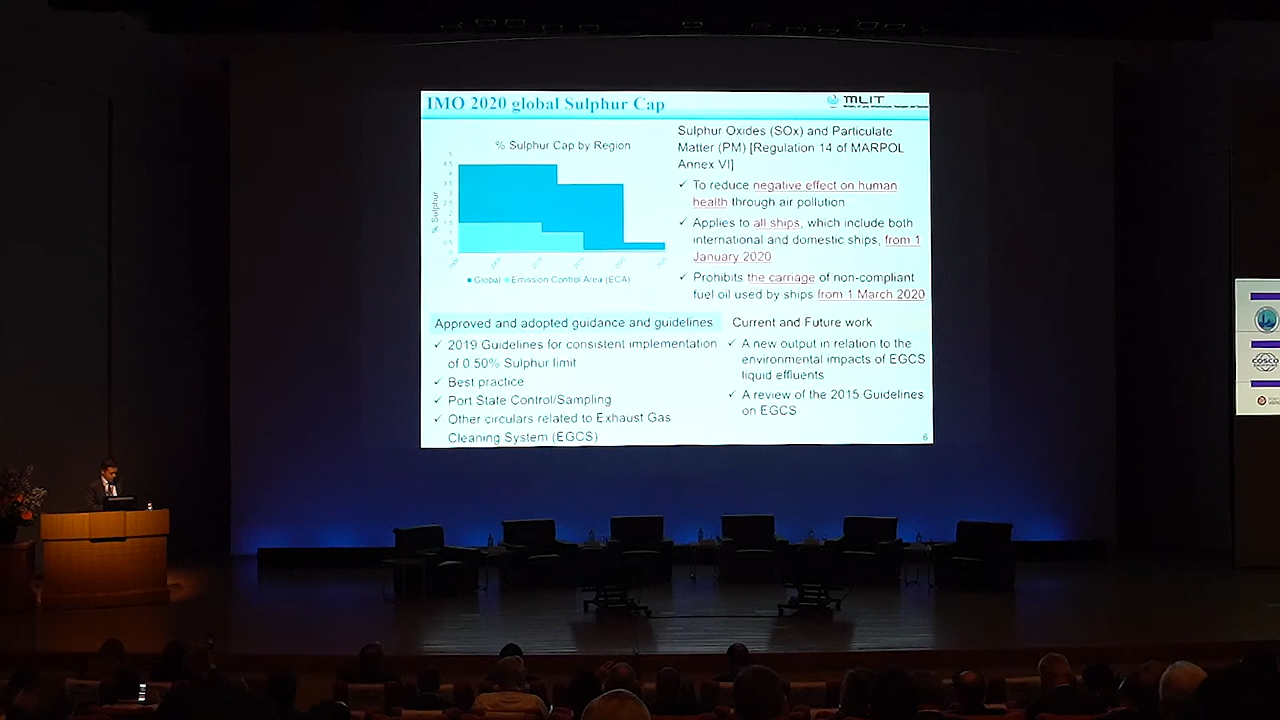 IMO 2020 global Sulphur Cap
MLIT
% Sulphur Cap by Region
% Sulphur
5
4.5
Global
Emission Control Area (ECA)
Sulphur Oxides (SOx) and Particulate
Matter (PM) [Regulation 14 of MARPOL
Annex VI]
✓ To reduce negative effect on human
health through air pollution
✓ Applies to all ships, which include both
international and domestic ships, from 1
January 2020
✓ Prohibits the carriage of non-compliant
fuel oil used by ships from 1 March 2020
Approved and adopted guidance and guidelines
✓ 2019 Guidelines for consistent implementation
of 0.50% Sulphur limit
✓ Best practice
✓ Port State Control/Sampling
✓ Other circulars related to Exhaust Gas
Cleaning System (EGCS)
Current and Future work
✓ A new output in relation to the
environmental impacts of EGCS
liquid effluents
✓ A review of the 2015 Guidelines
on EGCS
6
COSCO